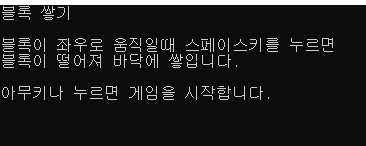 블록 쌓기
블록이 좌우로 움직일때 스페이스키를 누르면
블록이 떨어져 바닥에 쌓입니다.
아무키나 누르면 게임을 시작합니다.